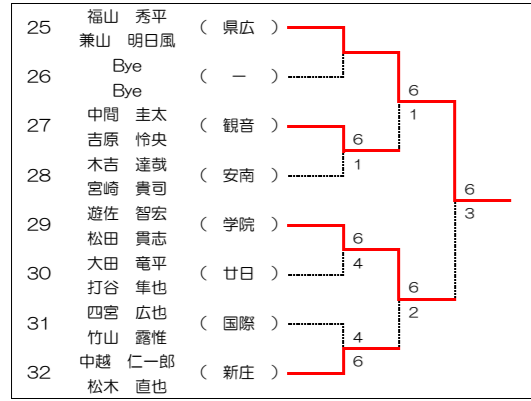 25 福山 秀平 ( 県広 )
兼山 明日風
26 Bye ( ー )
Bye
27 中間 圭太 ( 観音 )
吉原 怜央
28 木吉 達哉 ( 安南 )
宮崎 貴司
29 遊佐 智宏 ( 学院 )
松田 貫志
30 大田 竜平 ( 廿日 )
打谷 隼也
31 四宮 広也 ( 国際 )
竹山 露惟
32 中越 仁一郎 ( 新庄 )
松木 直也
6
1
6
4
4
6
6
1
6
2
6
3